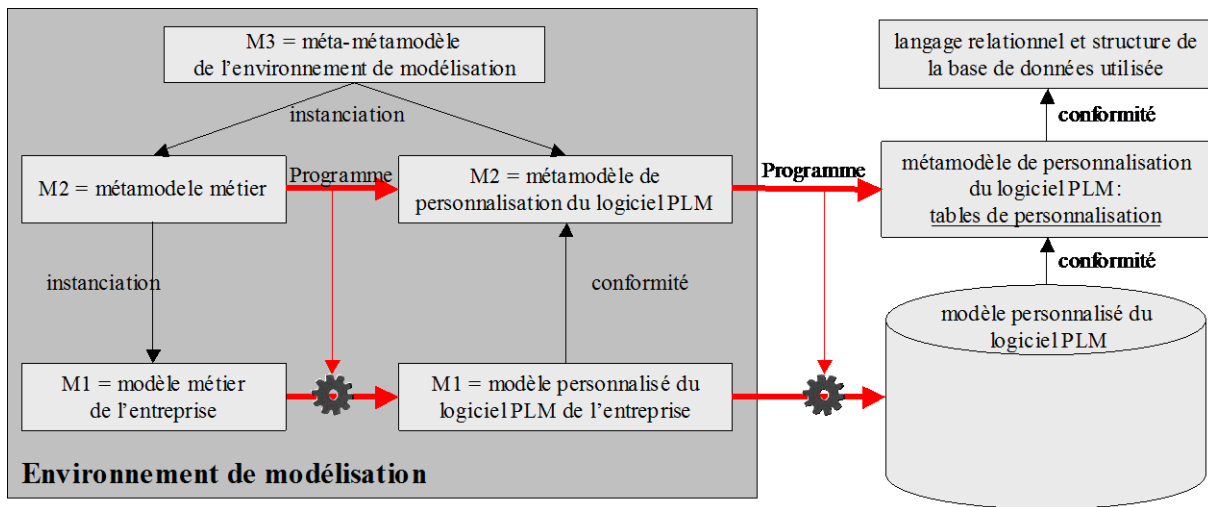 M3 = méta-métamodèle
de l'environnement de modélisation
langage relationnel et structure de
la base de données utilisée
instanciation
conformité
M2 = métamodele métier
Programme
M2 = métamodèle de
personnalisation du logiciel PLM
Programme
métamodèle de personnalisation
du logiciel PLM :
tables de personnalisation
instanciation
conformité
conformité
modèle personnalisé du
logiciel PLM
M1 = modèle métier
de l'entreprise
M1 = modèle personnalisé du
logiciel PLM de l'entreprise
Environnement de modélisation